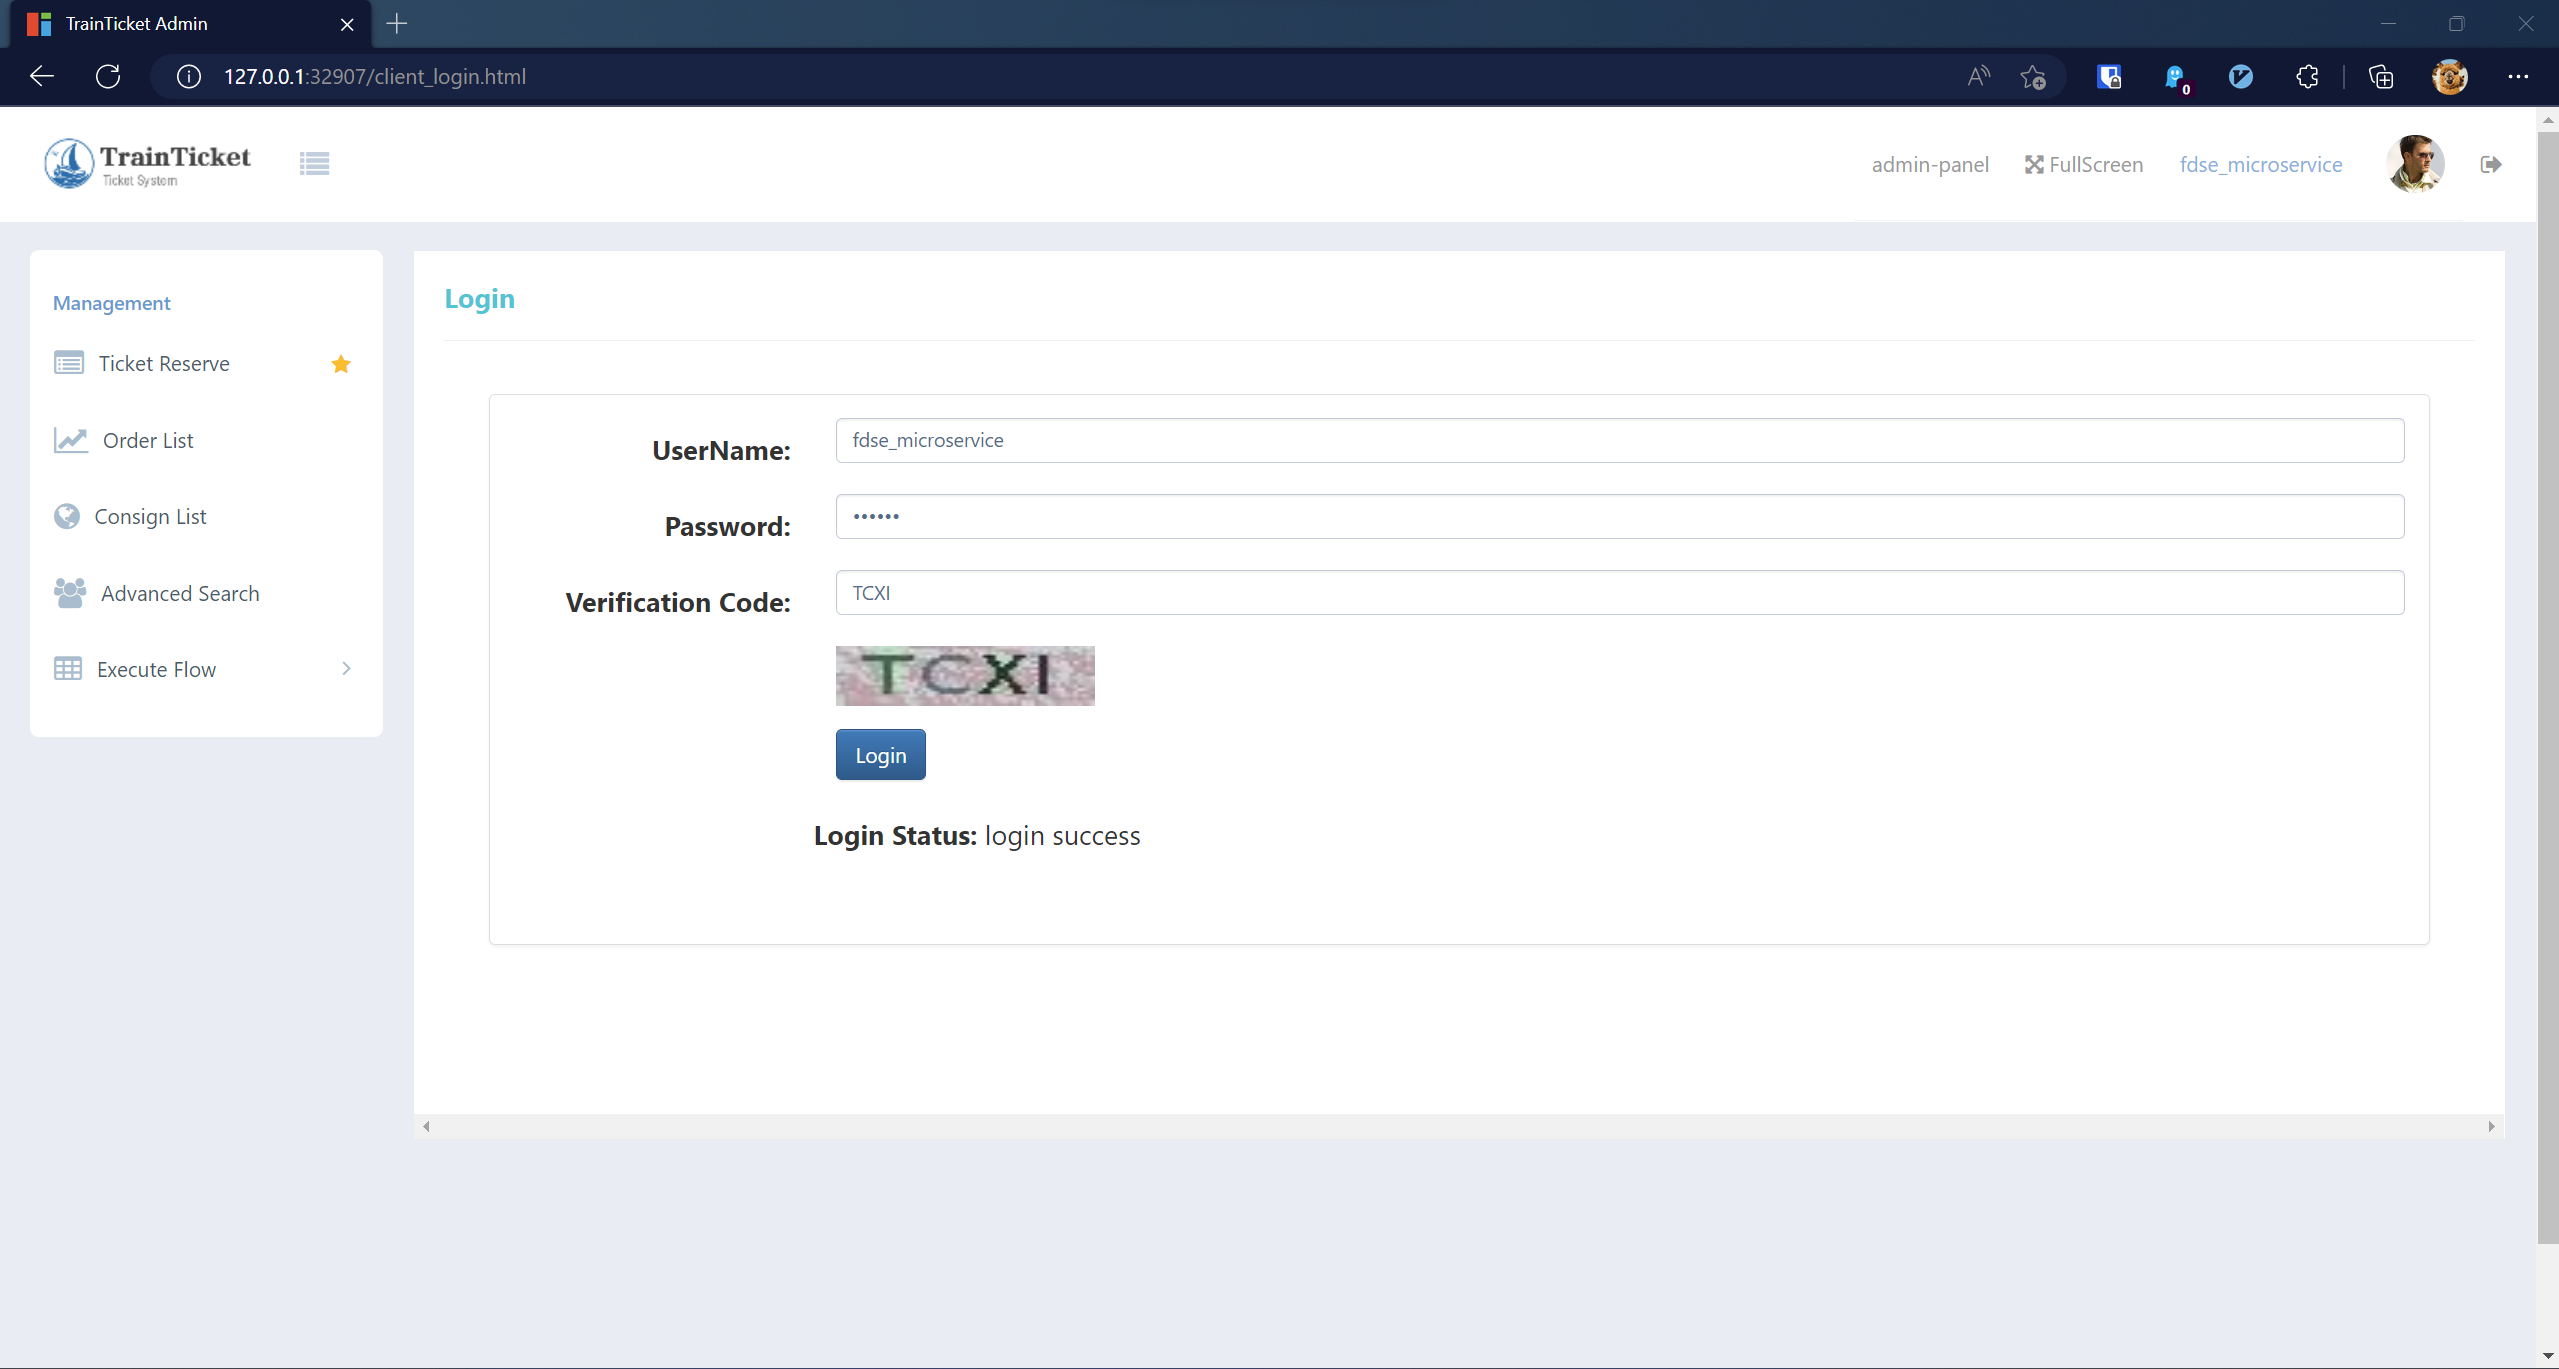 TrainTicket Admin
127.0.0.1:32907/client_login.html
0
TrainTicket
Ticket System
admin-panel
FullScreen
fdse_microservice
Management
Ticket Reserve
Order List
Consign List
Advanced Search
Execute Flow
Login
UserName:
fdse_microservice
Password:
••••••
Verification Code:
TCXI
TCXI
Login
Login Status: login success